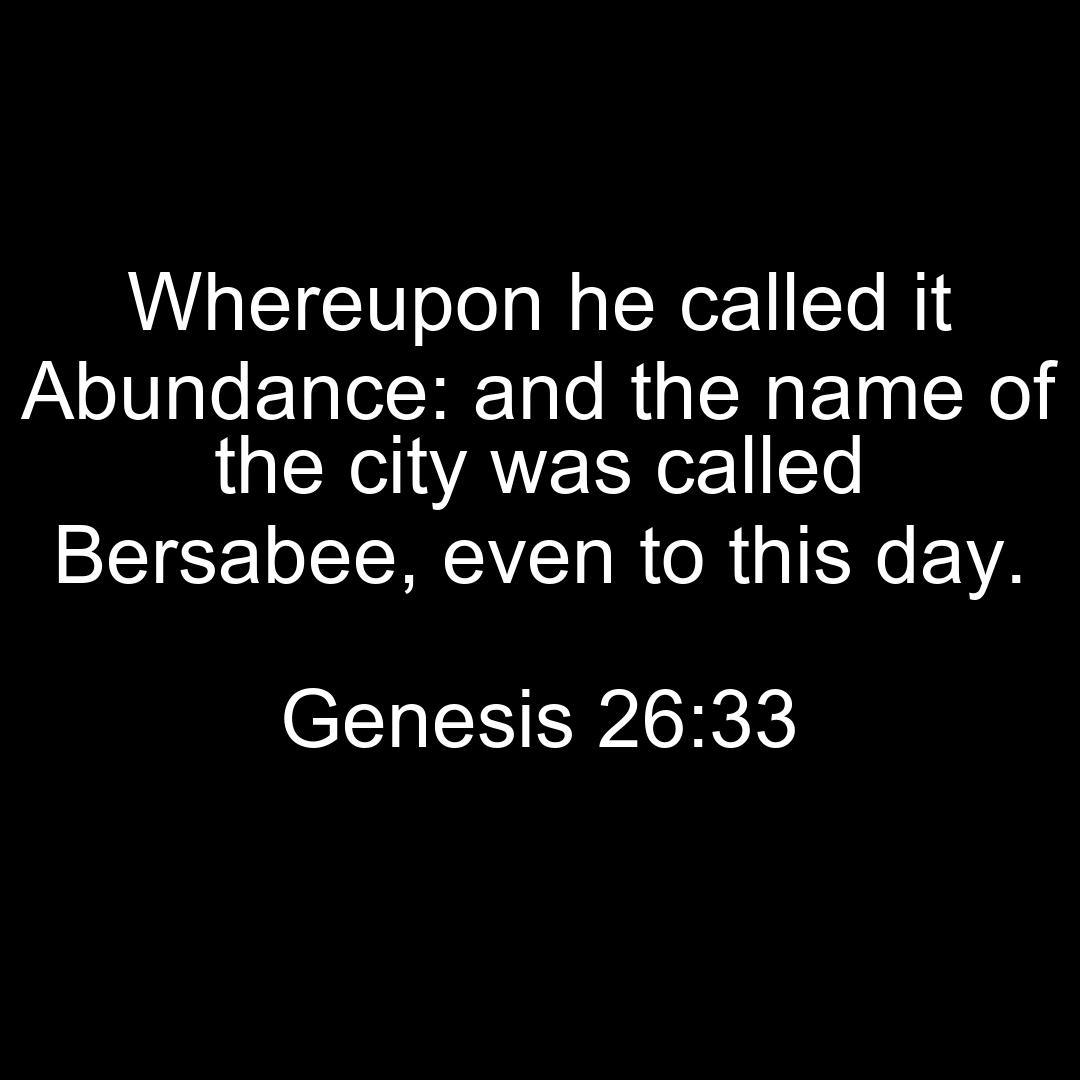 Whereupon he called it
Abundance: and the name of
the city was called
Bersabee, even to this day.
Genesis 26:33